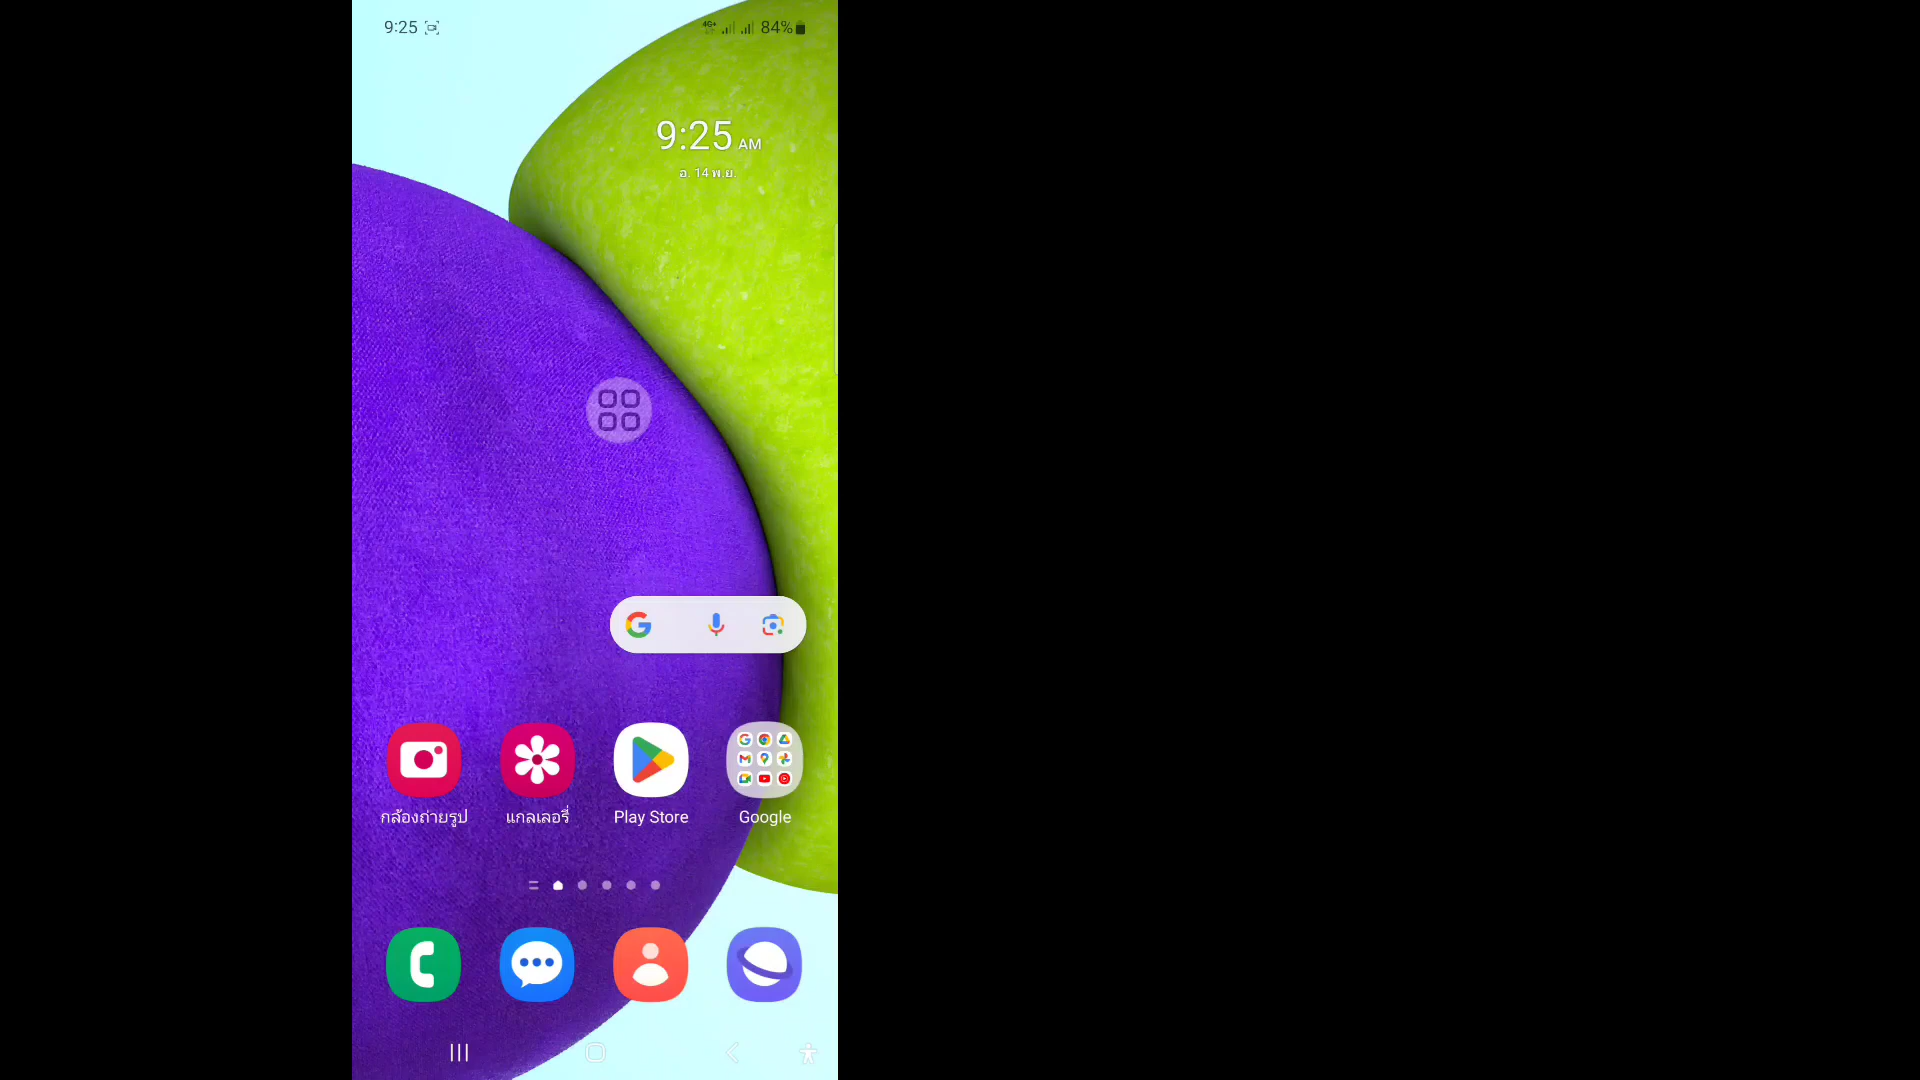 9:25
4G+
84%
9:25 AM
อ. 14 พ.ย.
กล้องถ่ายรูป
แกลเลอรี่
Play Store
Google